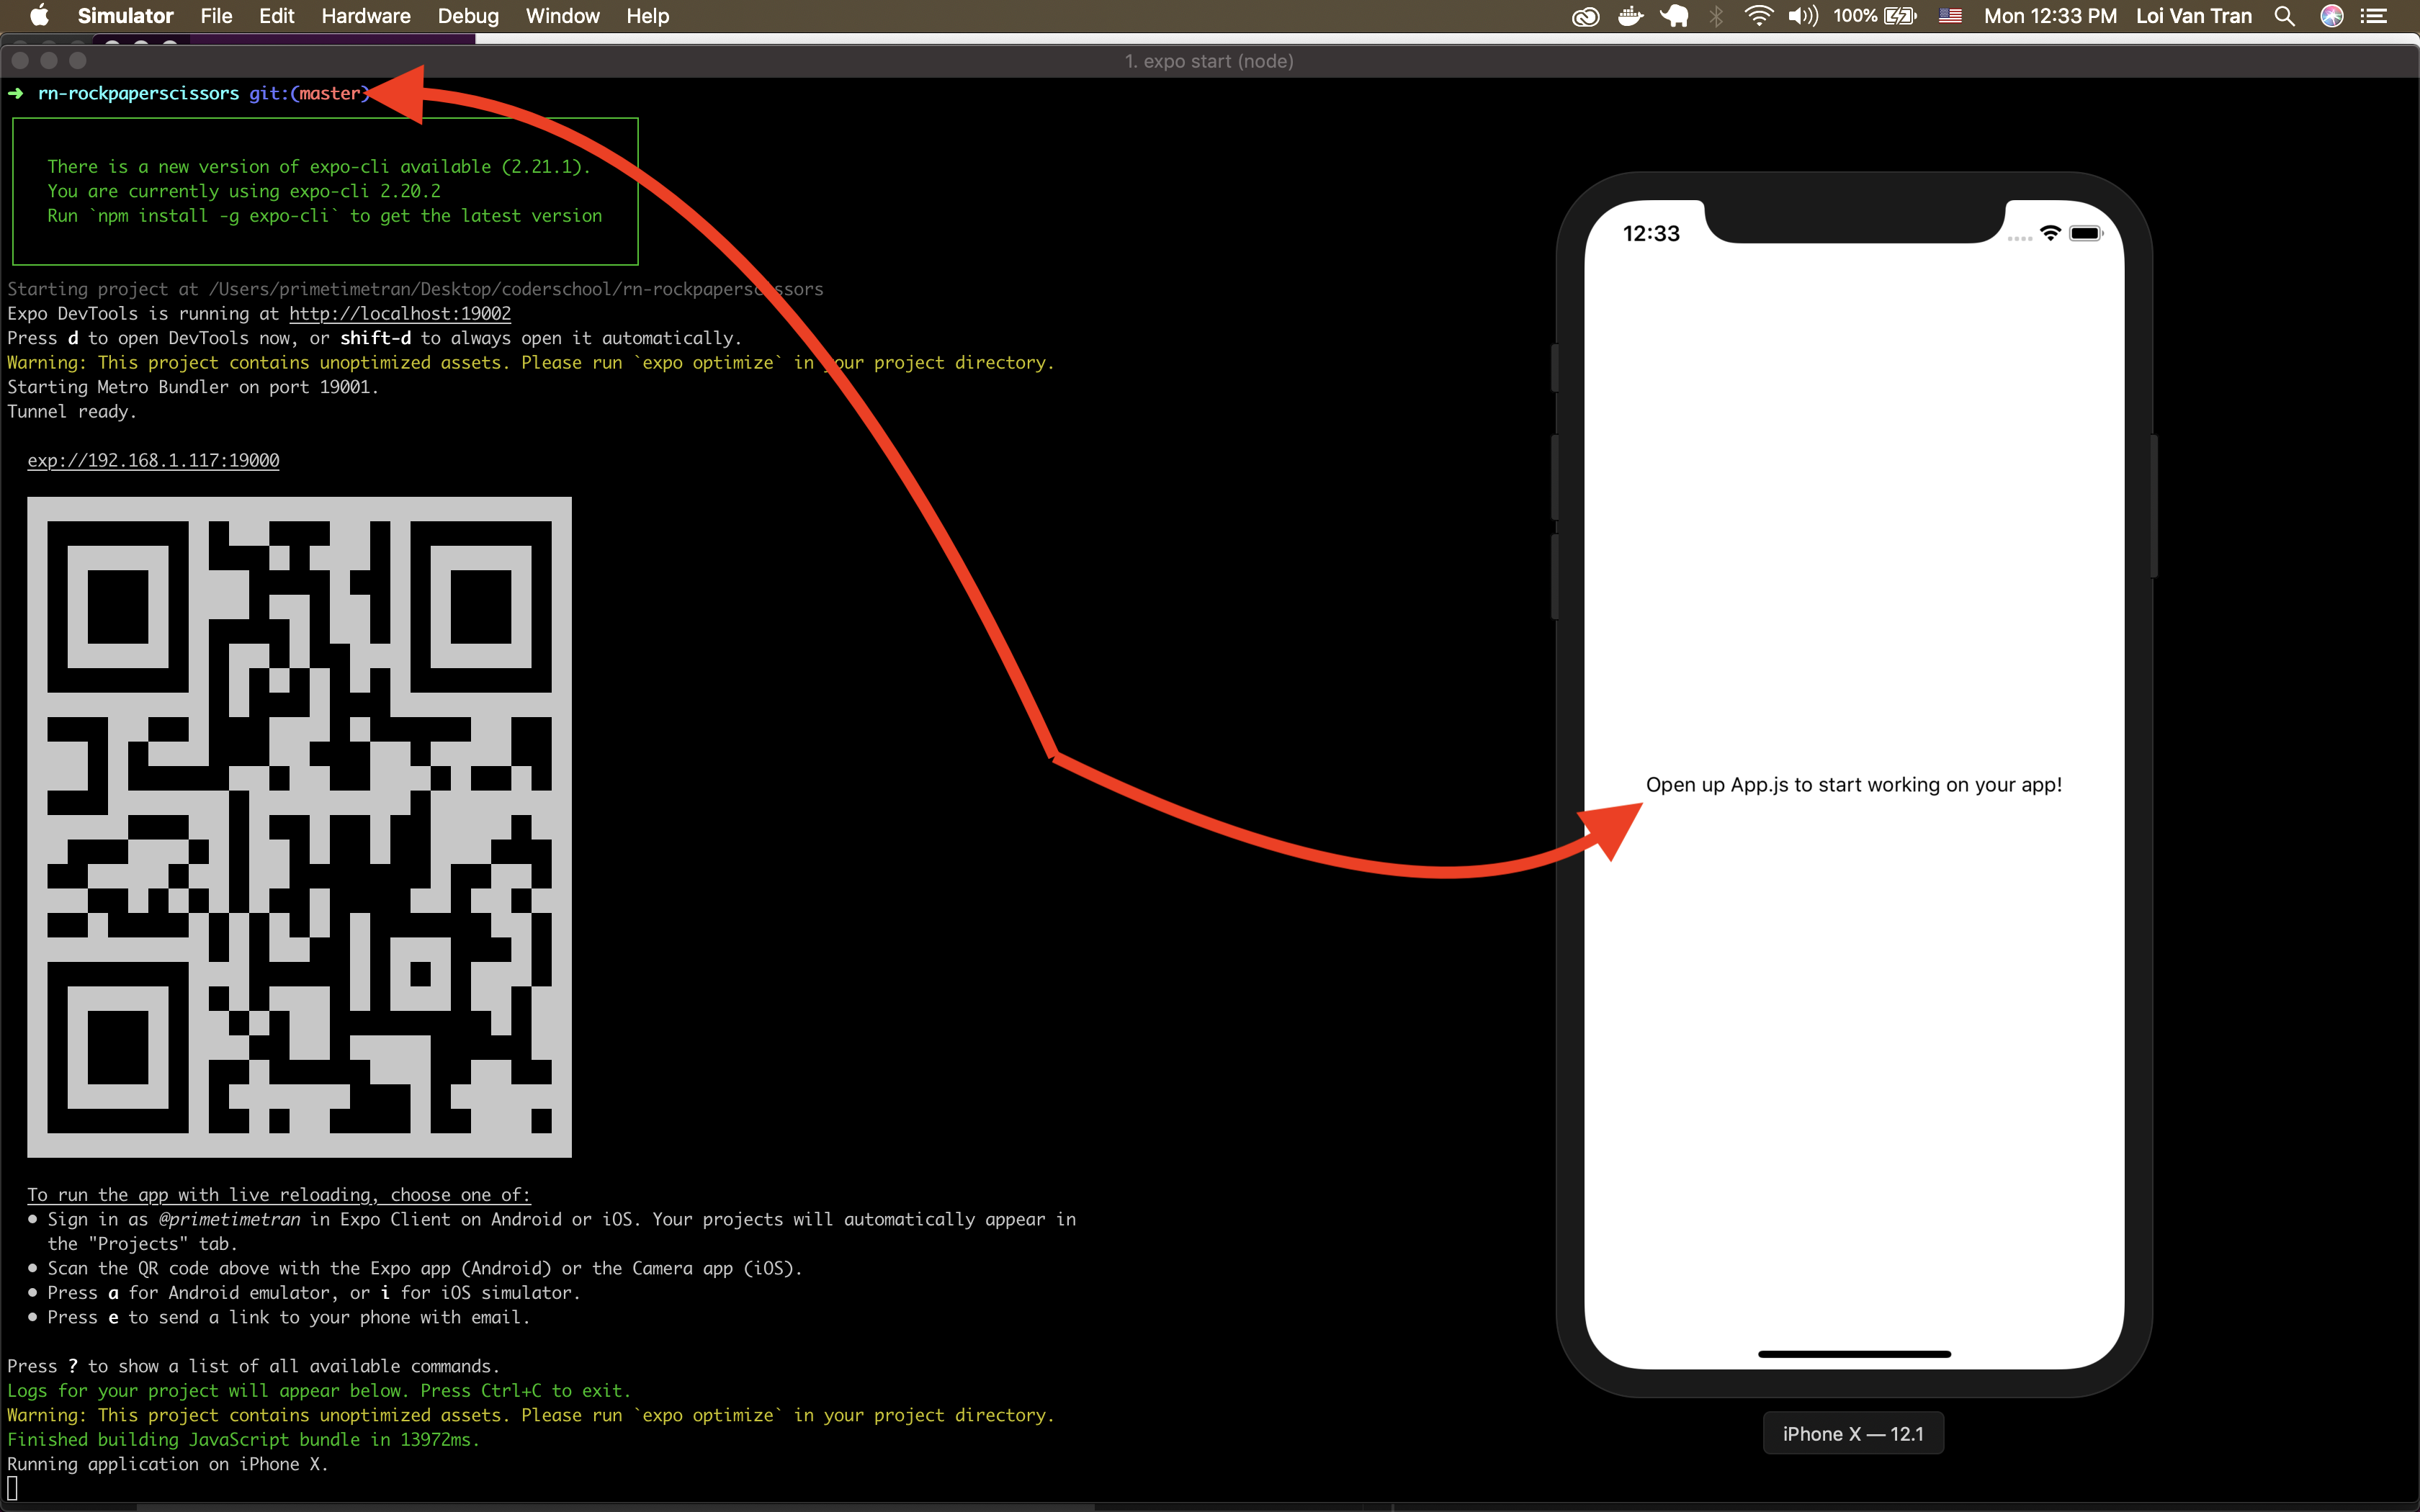 Simulator File Edit Hardware Debug Window Help 100% Mon 12:33 PM Loi Van Tran
1. expo start (node)
➜ rn-rockpaperscissors git:(master)
There is a new version of expo-cli available (2.21.1).
You are currently using expo-cli 2.20.2
Run `npm install -g expo-cli` to get the latest version
Starting project at /Users/primetimetran/Desktop/coderschool/rn-rockpaperscissors
Expo DevTools is running at http://localhost:19002
Press d to open DevTools now, or shift-d to always open it automatically.
Warning: This project contains unoptimized assets. Please run `expo optimize` in your project directory.
Starting Metro Bundler on port 19001.
Tunnel ready.
exp://192.168.1.117:19000
To run the app with live reloading, choose one of:
• Sign in as @primetimetran in Expo Client on Android or iOS. Your projects will automatically appear in
the "Projects" tab.
• Scan the QR code above with the Expo app (Android) or the Camera app (iOS).
• Press a for Android emulator, or i for iOS simulator.
• Press e to send a link to your phone with email.
Press ? to show a list of all available commands.
Logs for your project will appear below. Press Ctrl+C to exit.
Warning: This project contains unoptimized assets. Please run `expo optimize` in your project directory.
Finished building JavaScript bundle in 13972ms.
Running application on iPhone X.
12:33
Open up App.js to start working on your app!
iPhone X — 12.1